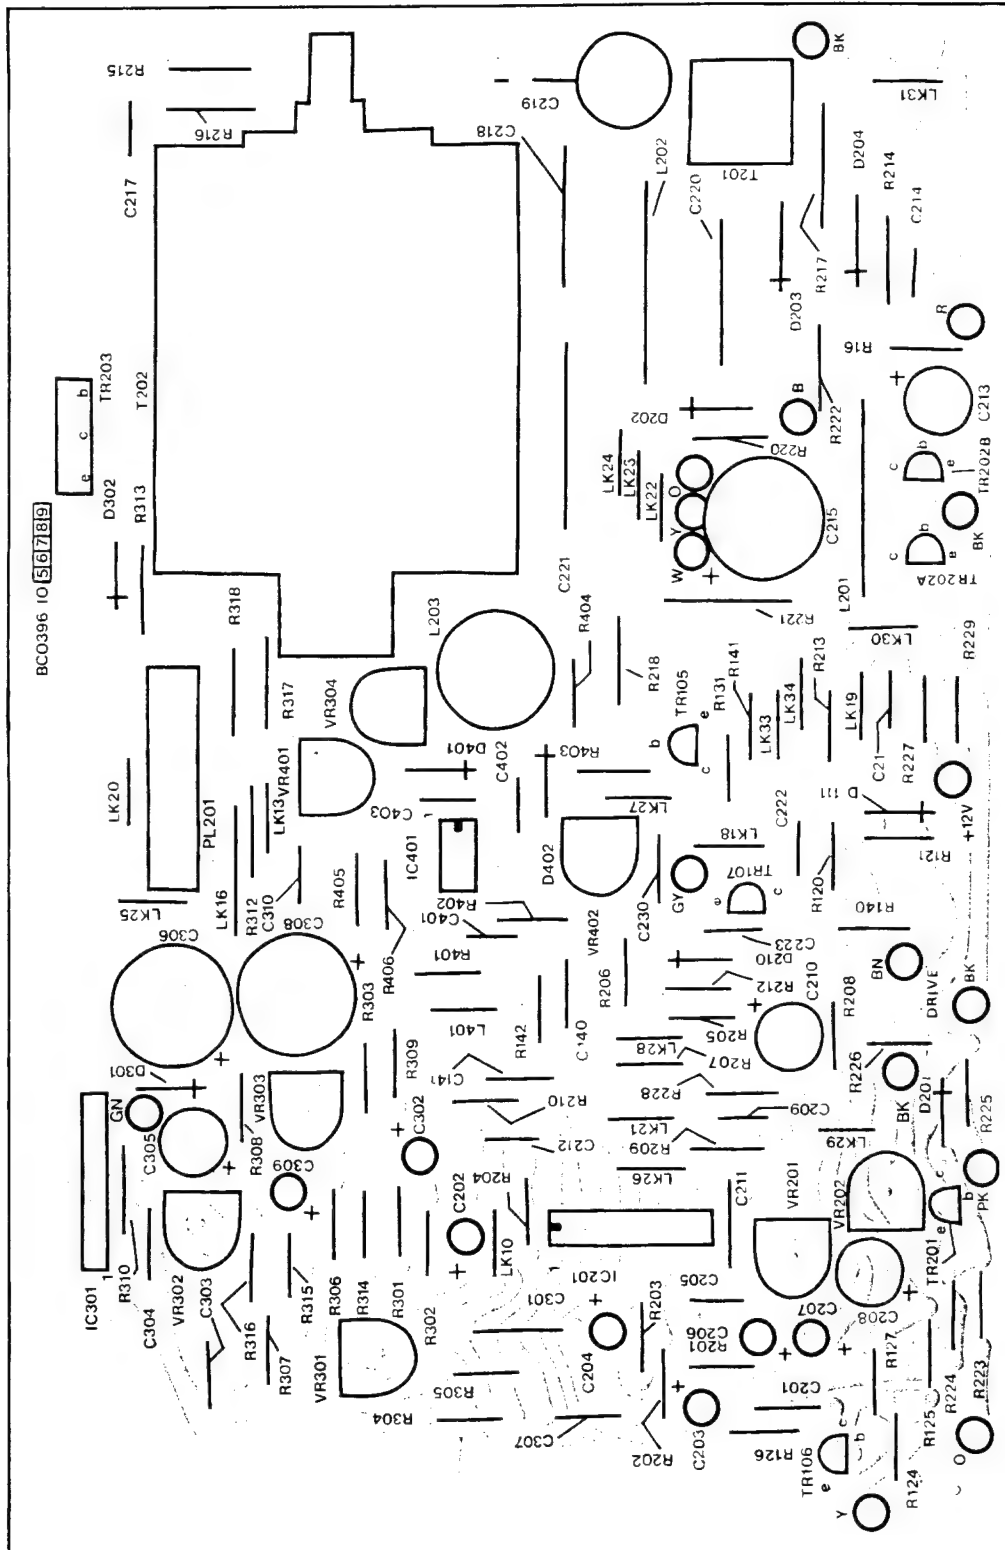 BC0396 10 5 6 7 8 9
R215
R216
C217
C219
C218
BK
LK31
T201
L202
C220
D204
R214
C214
R217
D203
R
R16
TR203
e c b
T202
D302
R313
R222
B
D202
R220
LK24
LK23
LK22
W
Y
O
+
C215
+
C213
TR202B
c b e
BK
TR202A
c b e
L201
C221
R221
R404
R218
L203
R318
R317
VR304
LK30
R229
R213
R141
R131
TR105
b c e
LK34
LK33
LK19
C21
R227
+12V
D401
C402
R403
VR401
LK13
LK20
PL201
C403
IC401
LK27
D402
C222
LK18
TR107
e c
R121
R120
GY
C230
VR402
R402
C401
R401
R405
R406
LK16
R312
C310
LK25
C306
C308
+
+
R303
C223
D210
R212
C210
+
R140
BN
DRIVE
BK
R208
R206
R205
R207
LK28
R142
C140
L401
R309
C141
R210
R228
R226
BK
D201
R225
D301
GN
C305
+
VR303
R308
C309
+
C302
+
C209
LK21
R209
C212
LK26
LK29
PK
VR202
VR201
C211
R204
C202
+
LK10
IC201
IC301
1
R310
C304
VR302
C303
R316
R315
R307
R306
R314
R301
R302
VR301
R305
R304
C301
C204
+
C307
R203
R202
C205
C206
R201
+
C203
+
C207
+
C208
+
TR201
e b c
R127
C201
R126
TR106
e b c
R125
R124
R224
R223
O
Y